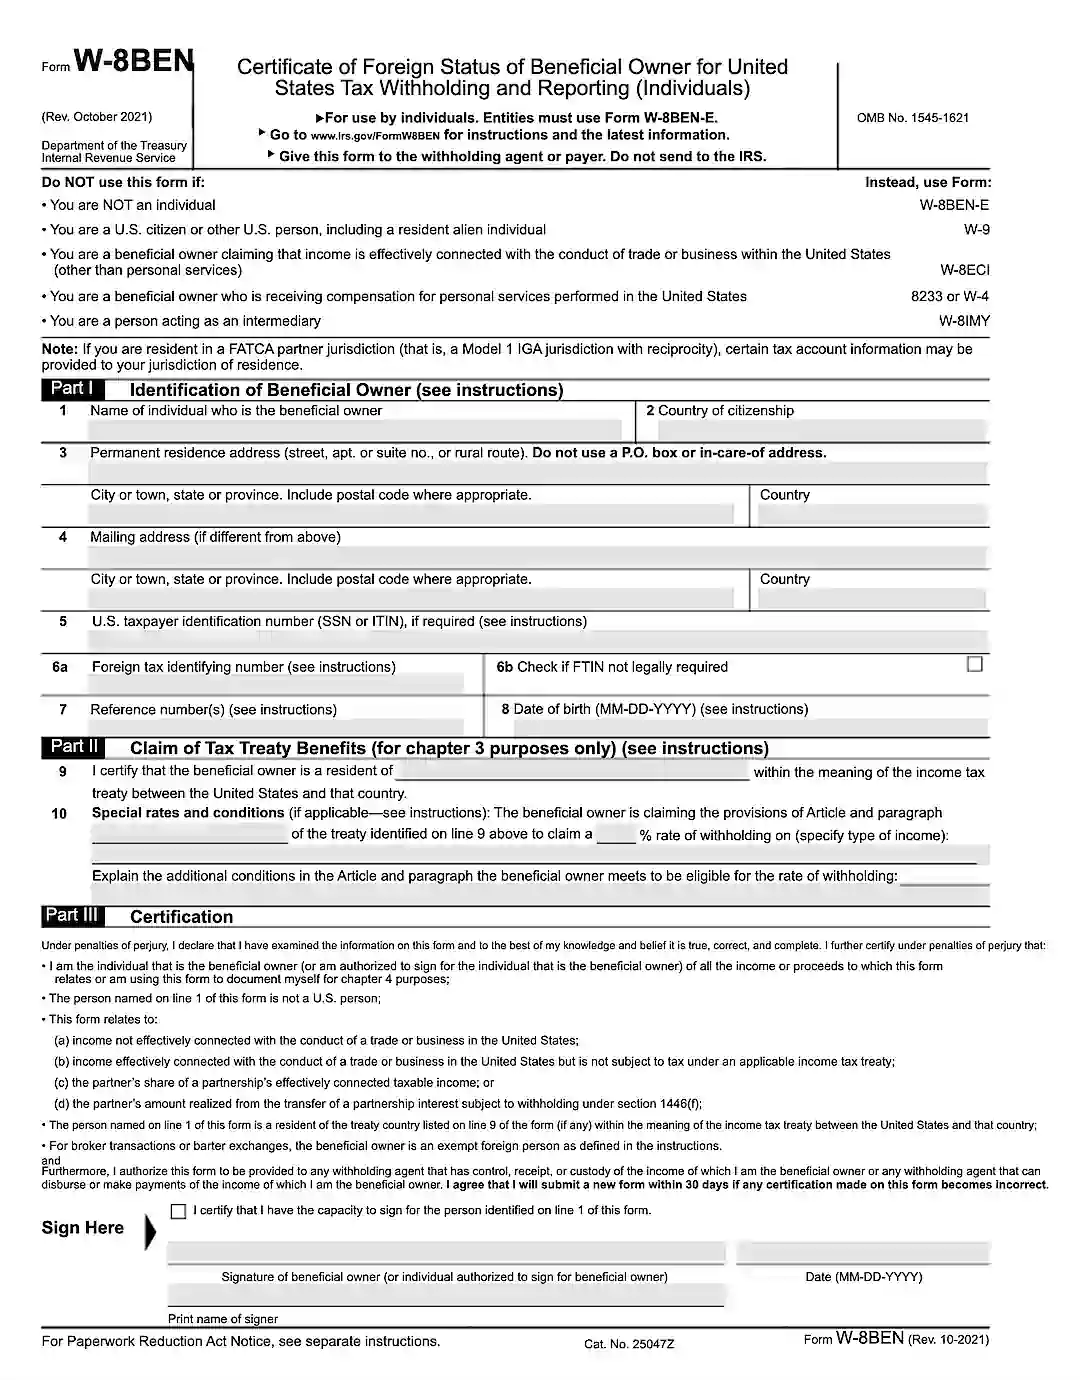 Form W-8BEN
(Rev. October 2021)
Department of the Treasury
Internal Revenue Service
Certificate of Foreign Status of Beneficial Owner for United
States Tax Withholding and Reporting (Individuals)
▶For use by individuals. Entities must use Form W-8BEN-E.
▶ Go to www.Irs.gov/FormW8BEN for instructions and the latest information.
▶ Give this form to the withholding agent or payer. Do not send to the IRS.
OMB No. 1545-1621
Do NOT use this form if: Instead, use Form:
• You are NOT an individual W-8BEN-E
• You are a U.S. citizen or other U.S. person, including a resident alien individual W-9
• You are a beneficial owner claiming that income is effectively connected with the conduct of trade or business within the United States
(other than personal services) W-8ECI
• You are a beneficial owner who is receiving compensation for personal services performed in the United States 8233 or W-4
• You are a person acting as an intermediary W-8IMY
Note: If you are resident in a FATCA partner jurisdiction (that is, a Model 1 IGA jurisdiction with reciprocity), certain tax account information may be
provided to your jurisdiction of residence.
Part I Identification of Beneficial Owner (see instructions)
1 Name of individual who is the beneficial owner 2 Country of citizenship
3 Permanent residence address (street, apt. or suite no., or rural route). Do not use a P.O. box or in-care-of address.
City or town, state or province. Include postal code where appropriate. Country
4 Mailing address (if different from above)
City or town, state or province. Include postal code where appropriate. Country
5 U.S. taxpayer identification number (SSN or ITIN), if required (see instructions)
6a Foreign tax identifying number (see instructions) 6b Check if FTIN not legally required
7 Reference number(s) (see instructions) 8 Date of birth (MM-DD-YYYY) (see instructions)
Part II Claim of Tax Treaty Benefits (for chapter 3 purposes only) (see instructions)
9 I certify that the beneficial owner is a resident of within the meaning of the income tax
treaty between the United States and that country.
10 Special rates and conditions (if applicable—see instructions): The beneficial owner is claiming the provisions of Article and paragraph
of the treaty identified on line 9 above to claim a % rate of withholding on (specify type of income):
Explain the additional conditions in the Article and paragraph the beneficial owner meets to be eligible for the rate of withholding:
Part III Certification
Under penalties of perjury, I declare that I have examined the information on this form and to the best of my knowledge and belief it is true, correct, and complete. I further certify under penalties of perjury that:
• I am the individual that is the beneficial owner (or am authorized to sign for the individual that is the beneficial owner) of all the income or proceeds to which this form
relates or am using this form to document myself for chapter 4 purposes;
• The person named on line 1 of this form is not a U.S. person;
• This form relates to:
(a) income not effectively connected with the conduct of a trade or business in the United States;
(b) income effectively connected with the conduct of a trade or business in the United States but is not subject to tax under an applicable income tax treaty;
(c) the partner's share of a partnership's effectively connected taxable income; or
(d) the partner's amount realized from the transfer of a partnership interest subject to withholding under section 1446(f);
• The person named on line 1 of this form is a resident of the treaty country listed on line 9 of the form (if any) within the meaning of the income tax treaty between the United States and that country;
• For broker transactions or barter exchanges, the beneficial owner is an exempt foreign person as defined in the instructions.
and
Furthermore, I authorize this form to be provided to any withholding agent that has control, receipt, or custody of the income of which I am the beneficial owner or any withholding agent that can
disburse or make payments of the income of which I am the beneficial owner. I agree that I will submit a new form within 30 days if any certification made on this form becomes incorrect.
I certify that I have the capacity to sign for the person identified on line 1 of this form.
Sign Here
Signature of beneficial owner (or individual authorized to sign for beneficial owner) Date (MM-DD-YYYY)
Print name of signer
For Paperwork Reduction Act Notice, see separate instructions. Cat. No. 25047Z Form W-8BEN (Rev. 10-2021)